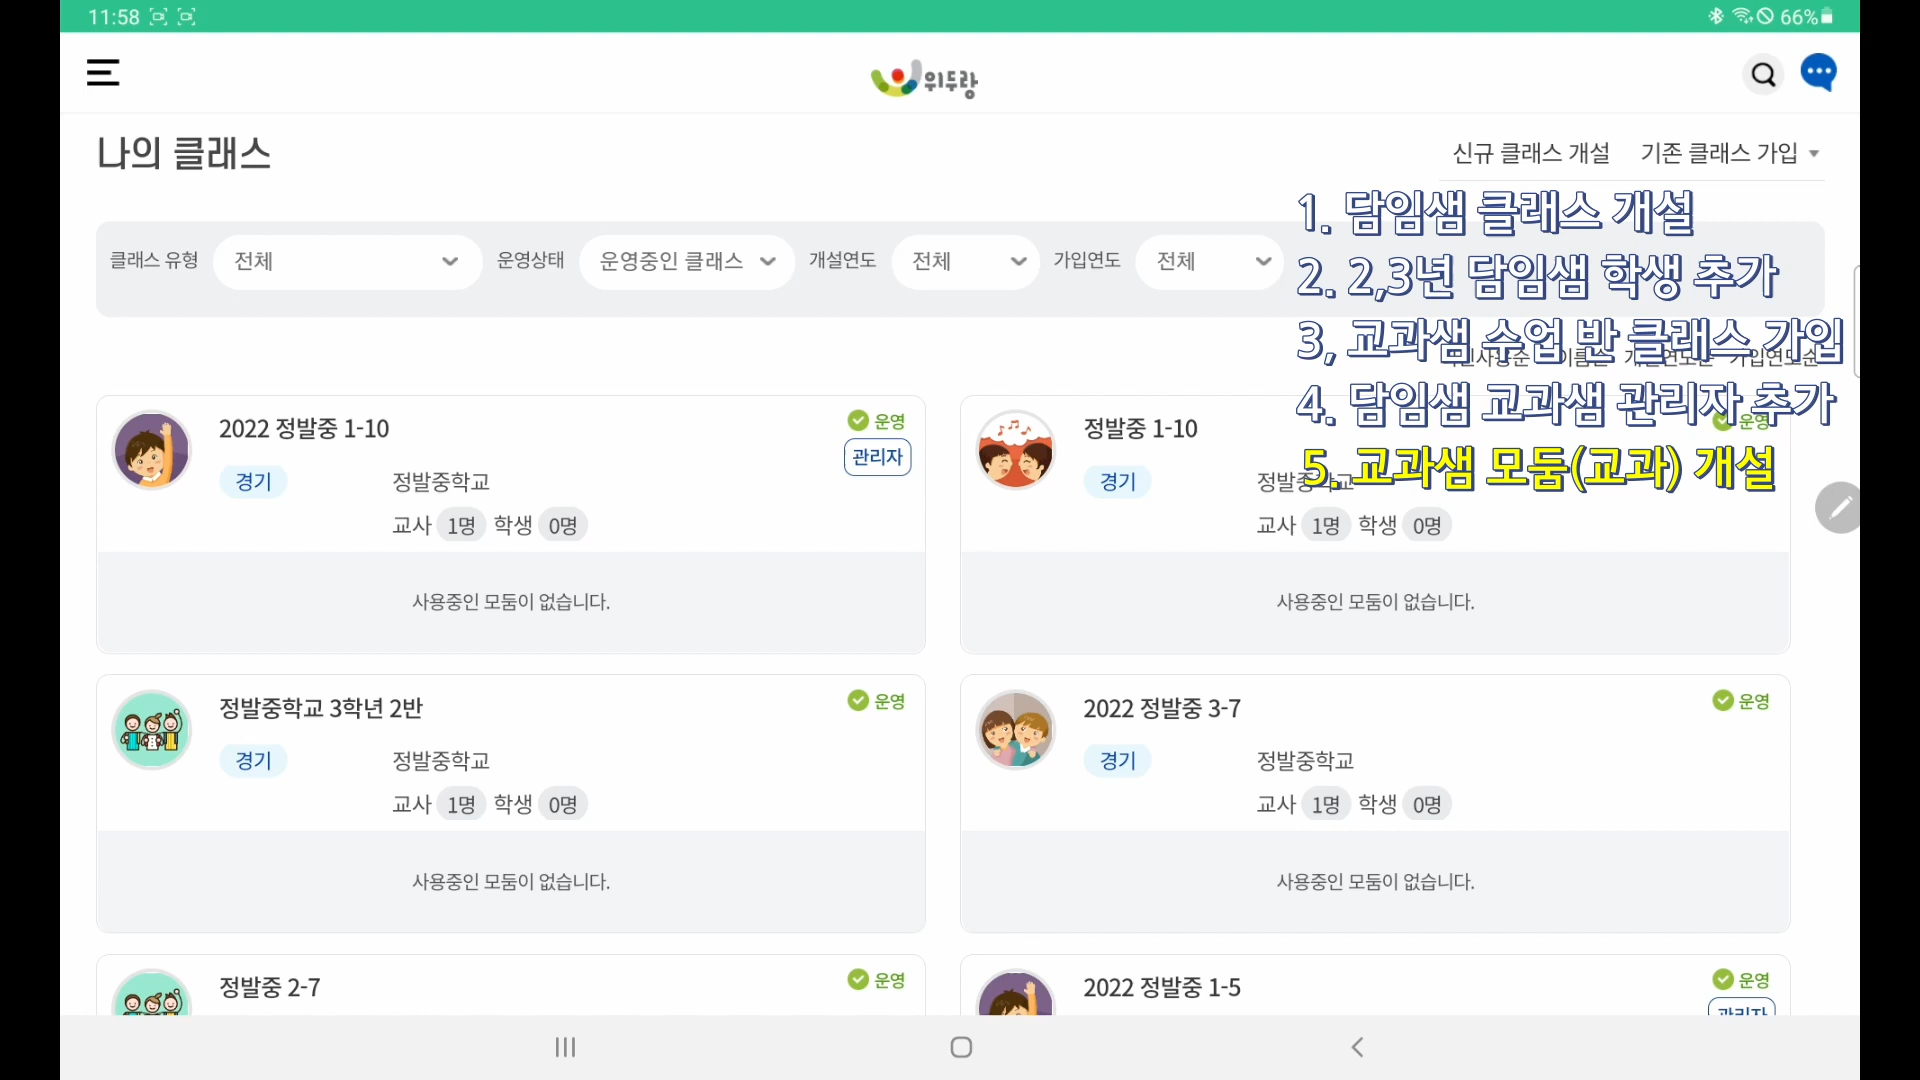 11:58
66%
위두랑
나의 클래스
신규 클래스 개설 기존 클래스 가입
1. 담임샘 클래스 개설
클래스 유형 전체 운영상태 운영중인 클래스 개설연도 전체 가입연도 전체
2. 2,3년 담임샘 학생 추가
3, 교과샘 수업 반 클래스 가입
4. 담임샘 교과샘 관리자 추가
5. 교과샘 모둠(교과) 개설
2022 정발중 1-10
운영
관리자
경기
정발중학교
교사 1명 학생 0명
사용중인 모둠이 없습니다.
정발중 1-10
운영
경기
정발중학교
교사 1명 학생 0명
사용중인 모둠이 없습니다.
정발중학교 3학년 2반
운영
경기
정발중학교
교사 1명 학생 0명
사용중인 모둠이 없습니다.
2022 정발중 3-7
운영
경기
정발중학교
교사 1명 학생 0명
사용중인 모둠이 없습니다.
정발중 2-7
운영
2022 정발중 1-5
운영
관리자